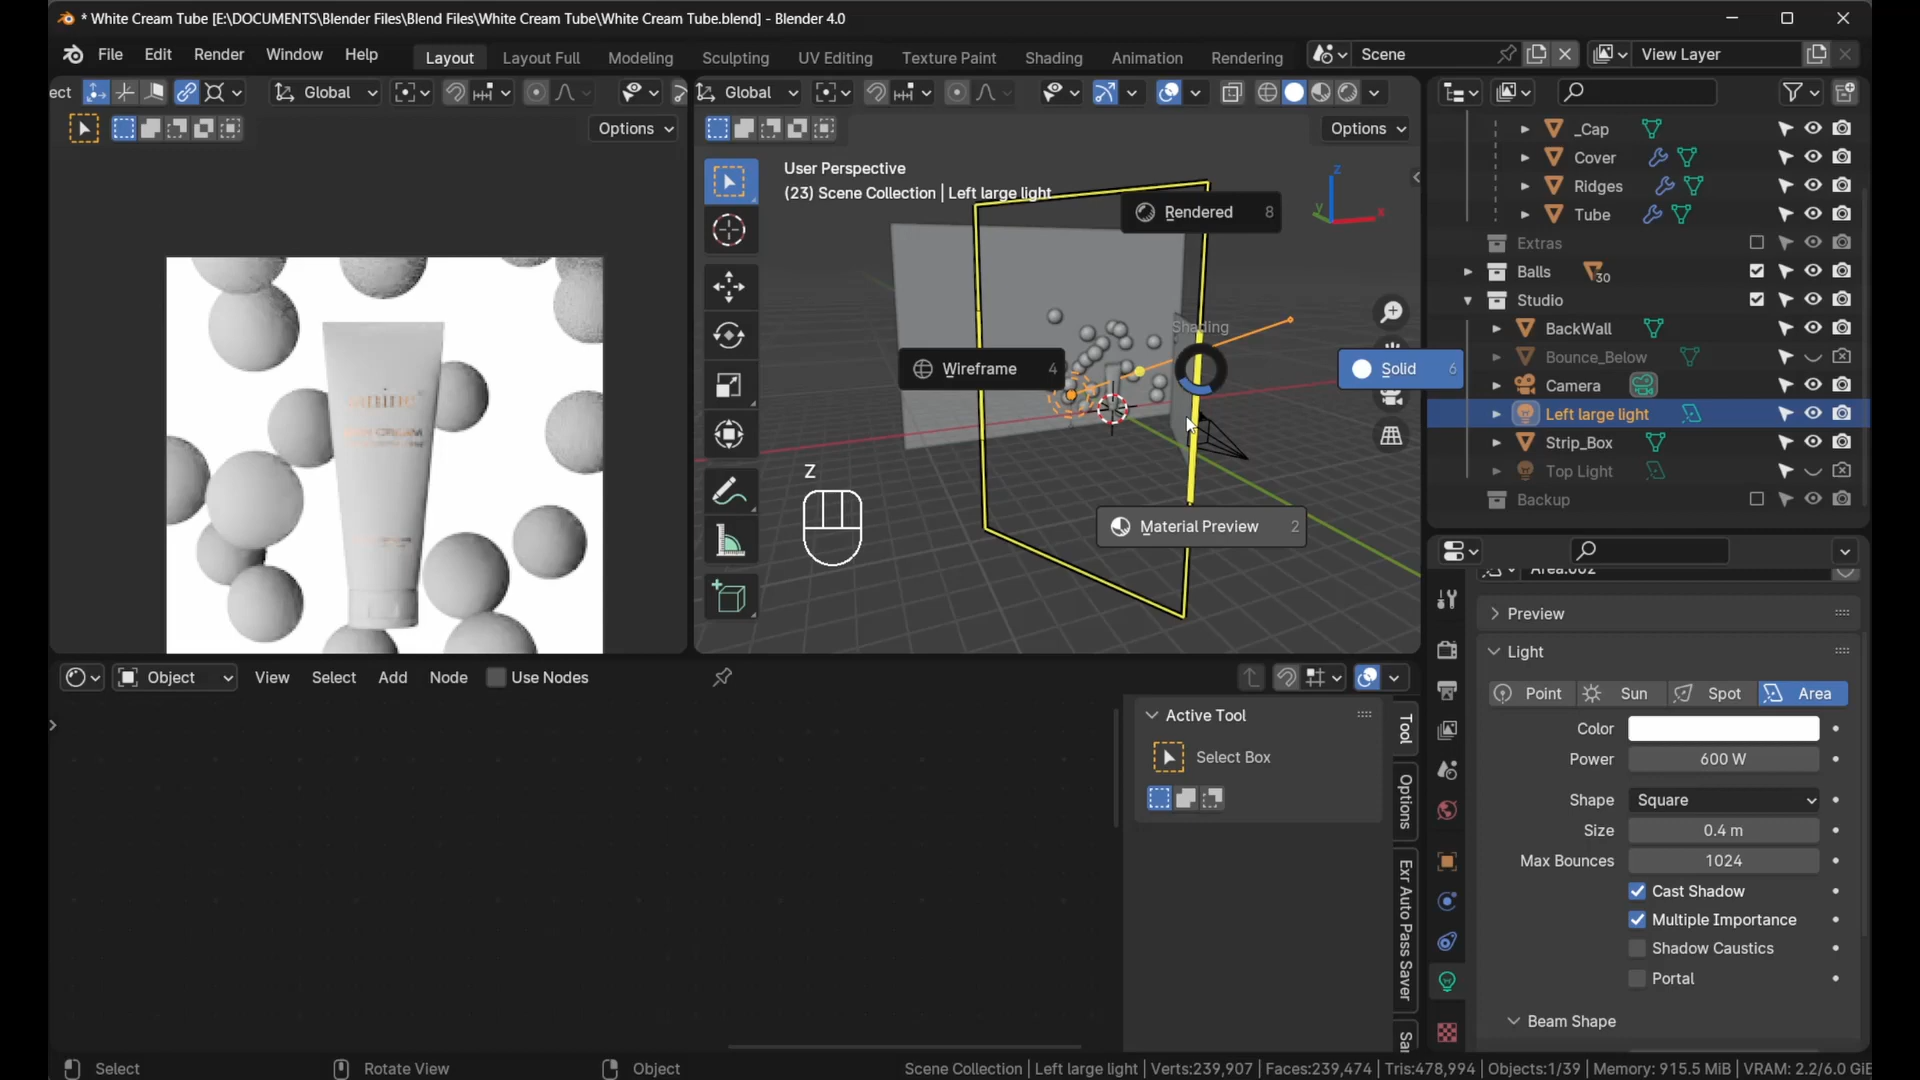 * White Cream Tube [E:\DOCUMENTS\Blender Files\Blend Files\White Cream Tube\White Cream Tube.blend] - Blender 4.0
File Edit Render Window Help
Layout Layout Full Modeling Sculpting UV Editing Texture Paint Shading Animation Rendering
Scene
View Layer
ect Global
Global
Options
Options
User Perspective
(23) Scene Collection | Left large light
Z
Y
X
Rendered 8
Shading
Wireframe 4
Solid 6
Material Preview 2
Z
_Cap
Cover
Ridges
Tube
Extras
Balls 30
Studio
BackWall
Bounce_Below
Camera
Left large light
Strip_Box
Top Light
Backup
Object View Select Add Node Use Nodes
Active Tool
Select Box
Tool
Options
Exr Auto Pass Saver
Sa
Area.002
Preview
Light
Point Sun Spot Area
Color
Power 600 W
Shape Square
Size 0.4 m
Max Bounces 1024
Cast Shadow
Multiple Importance
Shadow Caustics
Portal
Beam Shape
Select Rotate View Object
Scene Collection | Left large light | Verts:239,907 | Faces:239,474 | Tris:478,994 | Objects:1/39 | Memory: 915.5 MiB | VRAM: 2.2/6.0 GiE